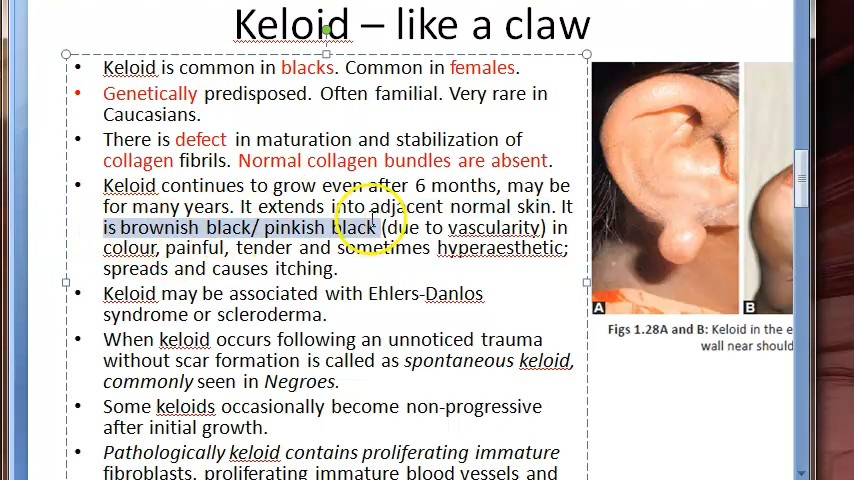 Keloid – like a claw
• Keloid is common in blacks. Common in females.
• Genetically predisposed. Often familial. Very rare in
Caucasians.
• There is defect in maturation and stabilization of
collagen fibrils. Normal collagen bundles are absent.
• Keloid continues to grow even after 6 months, may be
for many years. It extends into adjacent normal skin. It
is brownish black/ pinkish black (due to vascularity) in
colour, painful, tender and sometimes hyperaesthetic;
spreads and causes itching.
• Keloid may be associated with Ehlers-Danlos
syndrome or scleroderma.
• When keloid occurs following an unnoticed trauma
without scar formation is called as spontaneous keloid,
commonly seen in Negroes.
• Some keloids occasionally become non-progressive
after initial growth.
• Pathologically keloid contains proliferating immature
fibroblasts, proliferating immature blood vessels and
A
B
Figs 1.28A and B: Keloid in the e
wall near should